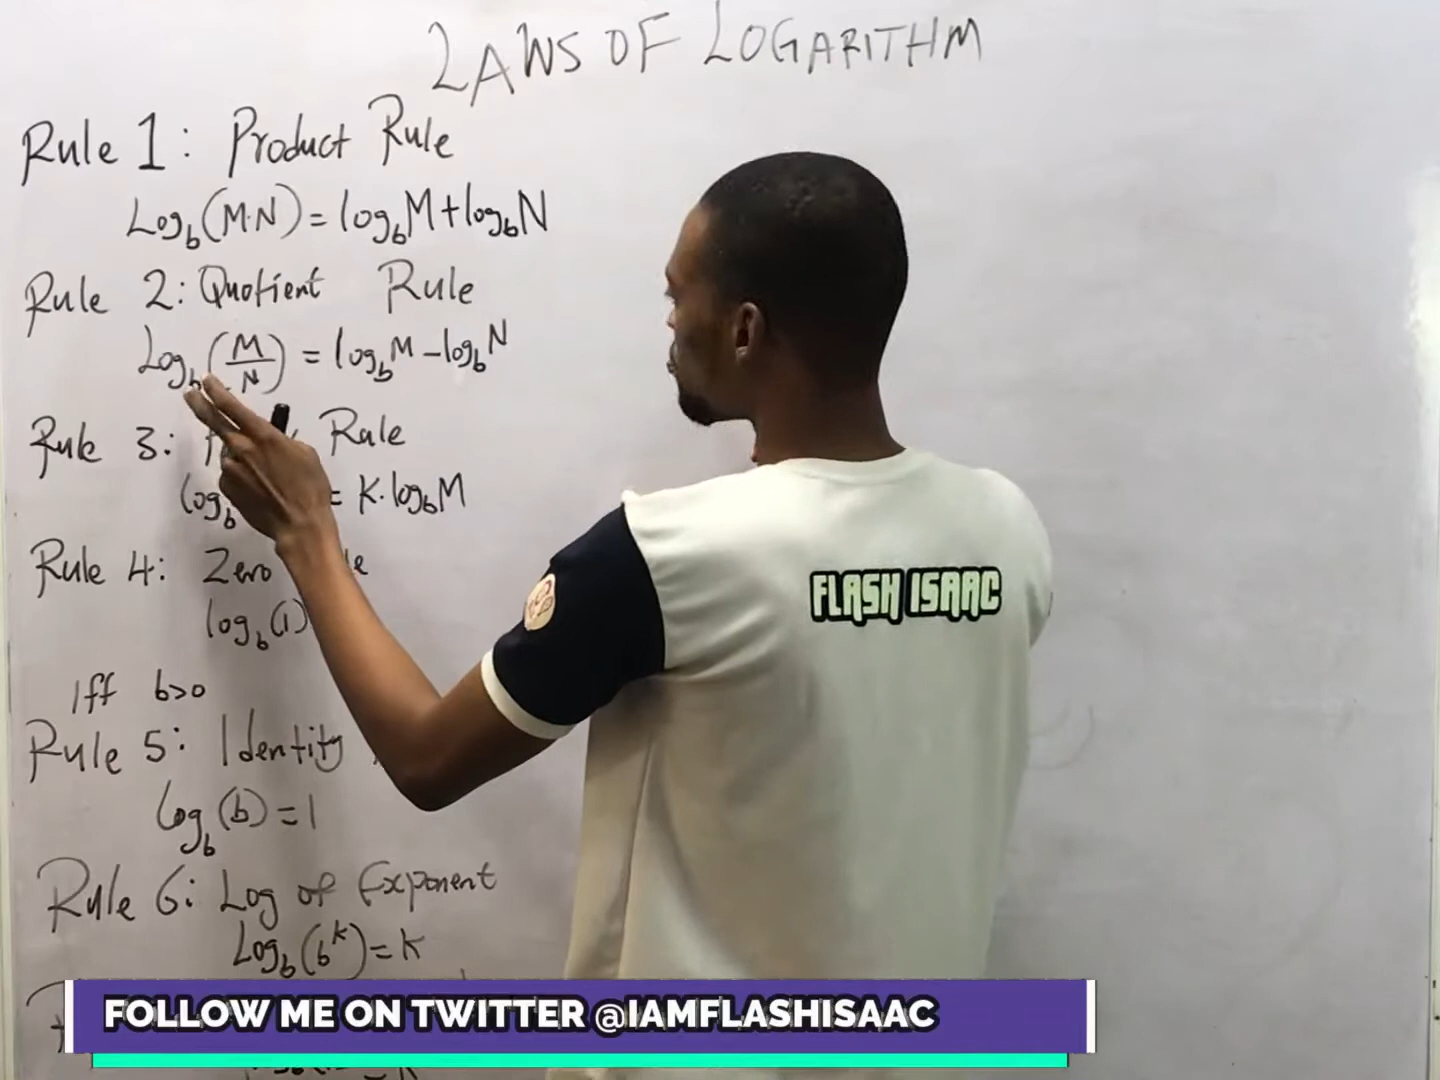 LAWS OF LOGARITHM
Rule 1: Product Rule
Log_b(M·N) = log_b M + log_b N
Rule 2: Quotient Rule
Log_b(M/N) = log_b M - log_b N
Rule 3: Rule
log_b = K·log_b M
Rule 4: Zero
log_b(1)
Iff b>0
Rule 5: Identity
log_b(b) = 1
Rule 6: Log of Exponent
Log_b(b^K) = K
FLASH ISAAC
FOLLOW ME ON TWITTER @IAMFLASHISAAC